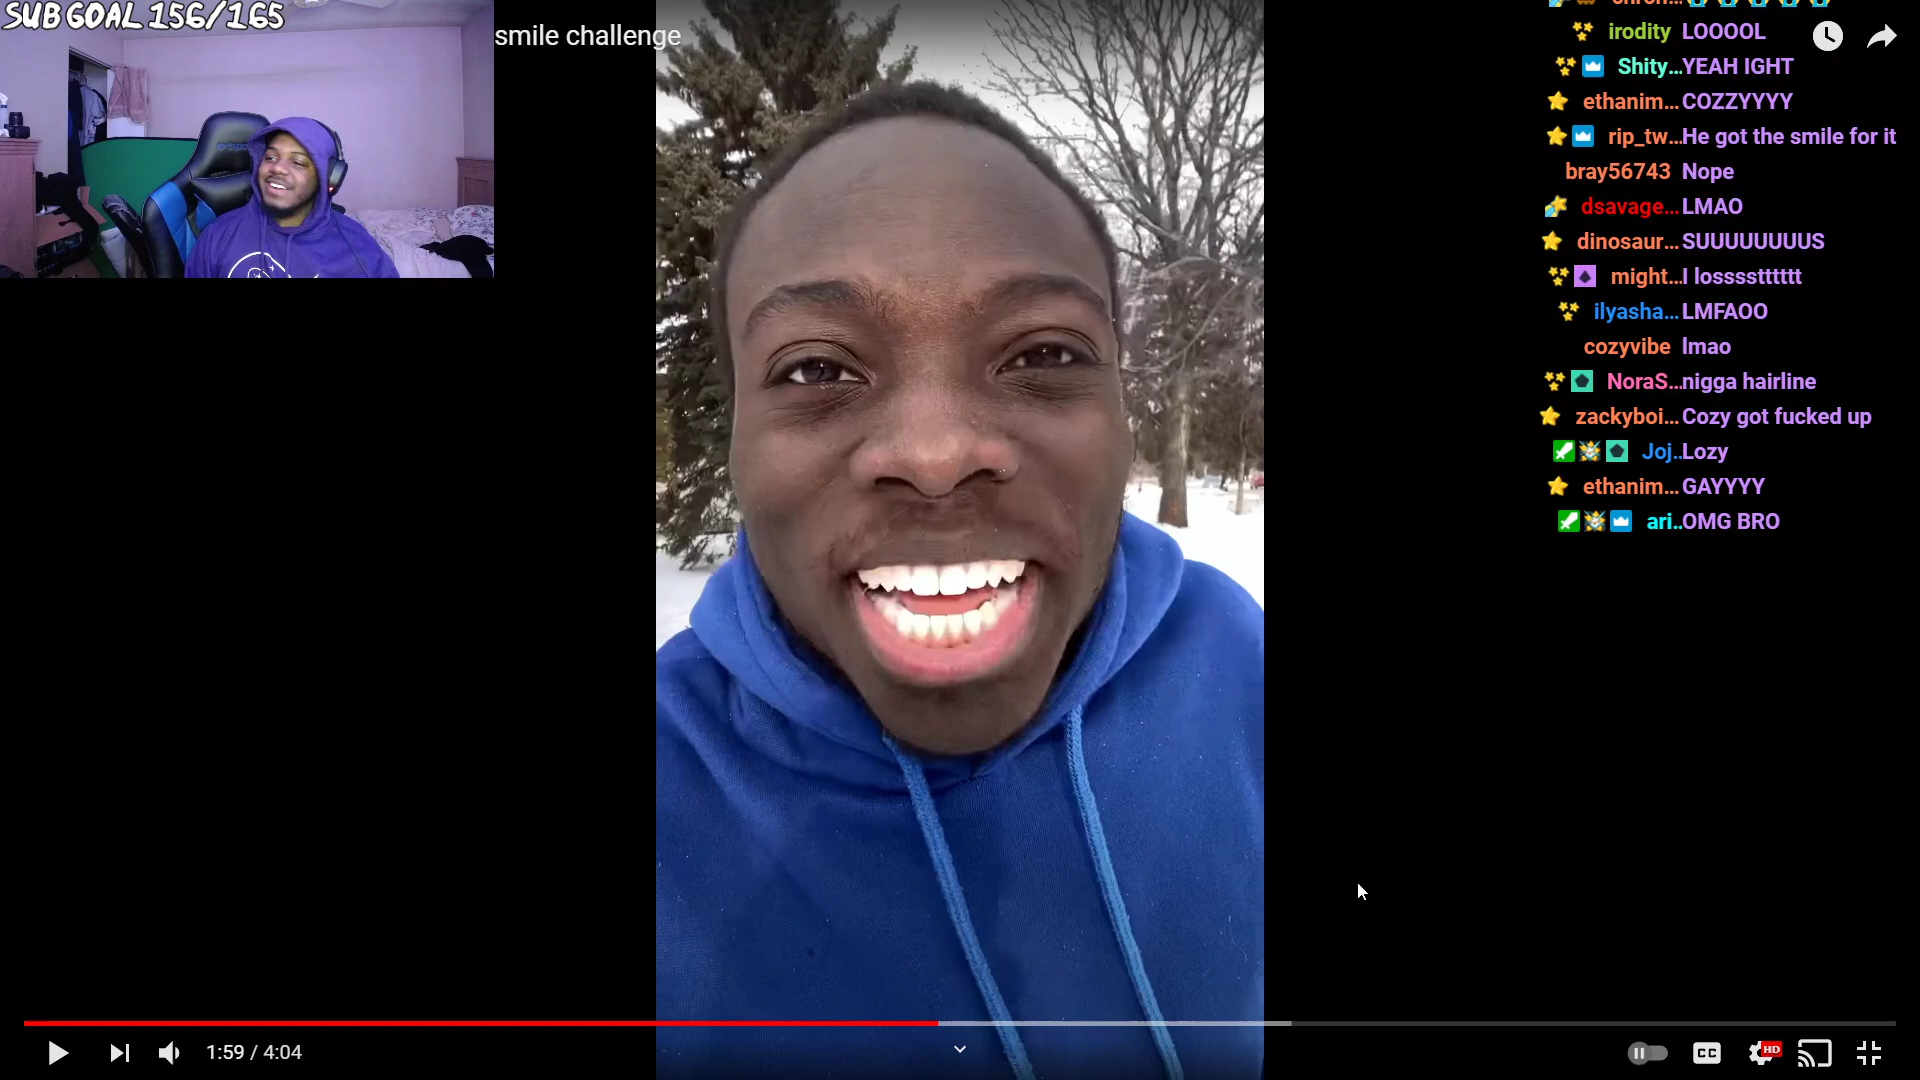 SUB GOAL 156/165
smile challenge
irodity LOOOOL
Shity...YEAH IGHT
ethanim...COZZYYYY
rip_tw...He got the smile for it
bray56743 Nope
dsavage...LMAO
dinosaur...SUUUUUUUUS
might...I lossssttttt
ilyasha...LMFAOO
cozyvibe lmao
NoraS...nigga hairline
zackyboi...Cozy got fucked up
Joj..Lozy
ethanim...GAYYYY
ari..OMG BRO
1:59 / 4:04
CC
HD